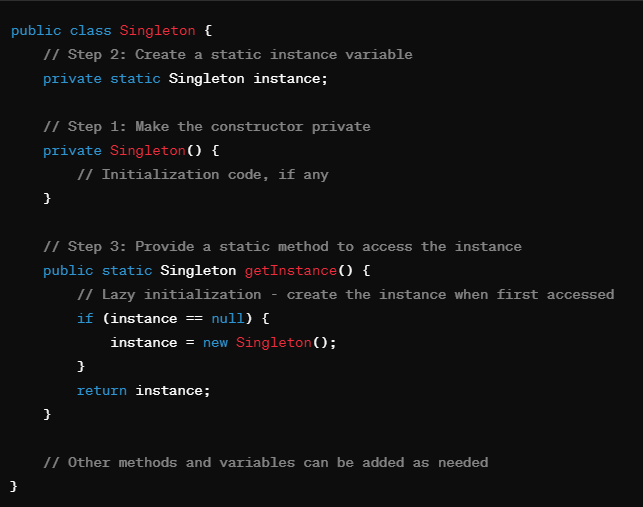 public class Singleton {
    // Step 2: Create a static instance variable
    private static Singleton instance;

    // Step 1: Make the constructor private
    private Singleton() {
        // Initialization code, if any
    }

    // Step 3: Provide a static method to access the instance
    public static Singleton getInstance() {
        // Lazy initialization - create the instance when first accessed
        if (instance == null) {
            instance = new Singleton();
        }
        return instance;
    }

    // Other methods and variables can be added as needed
}